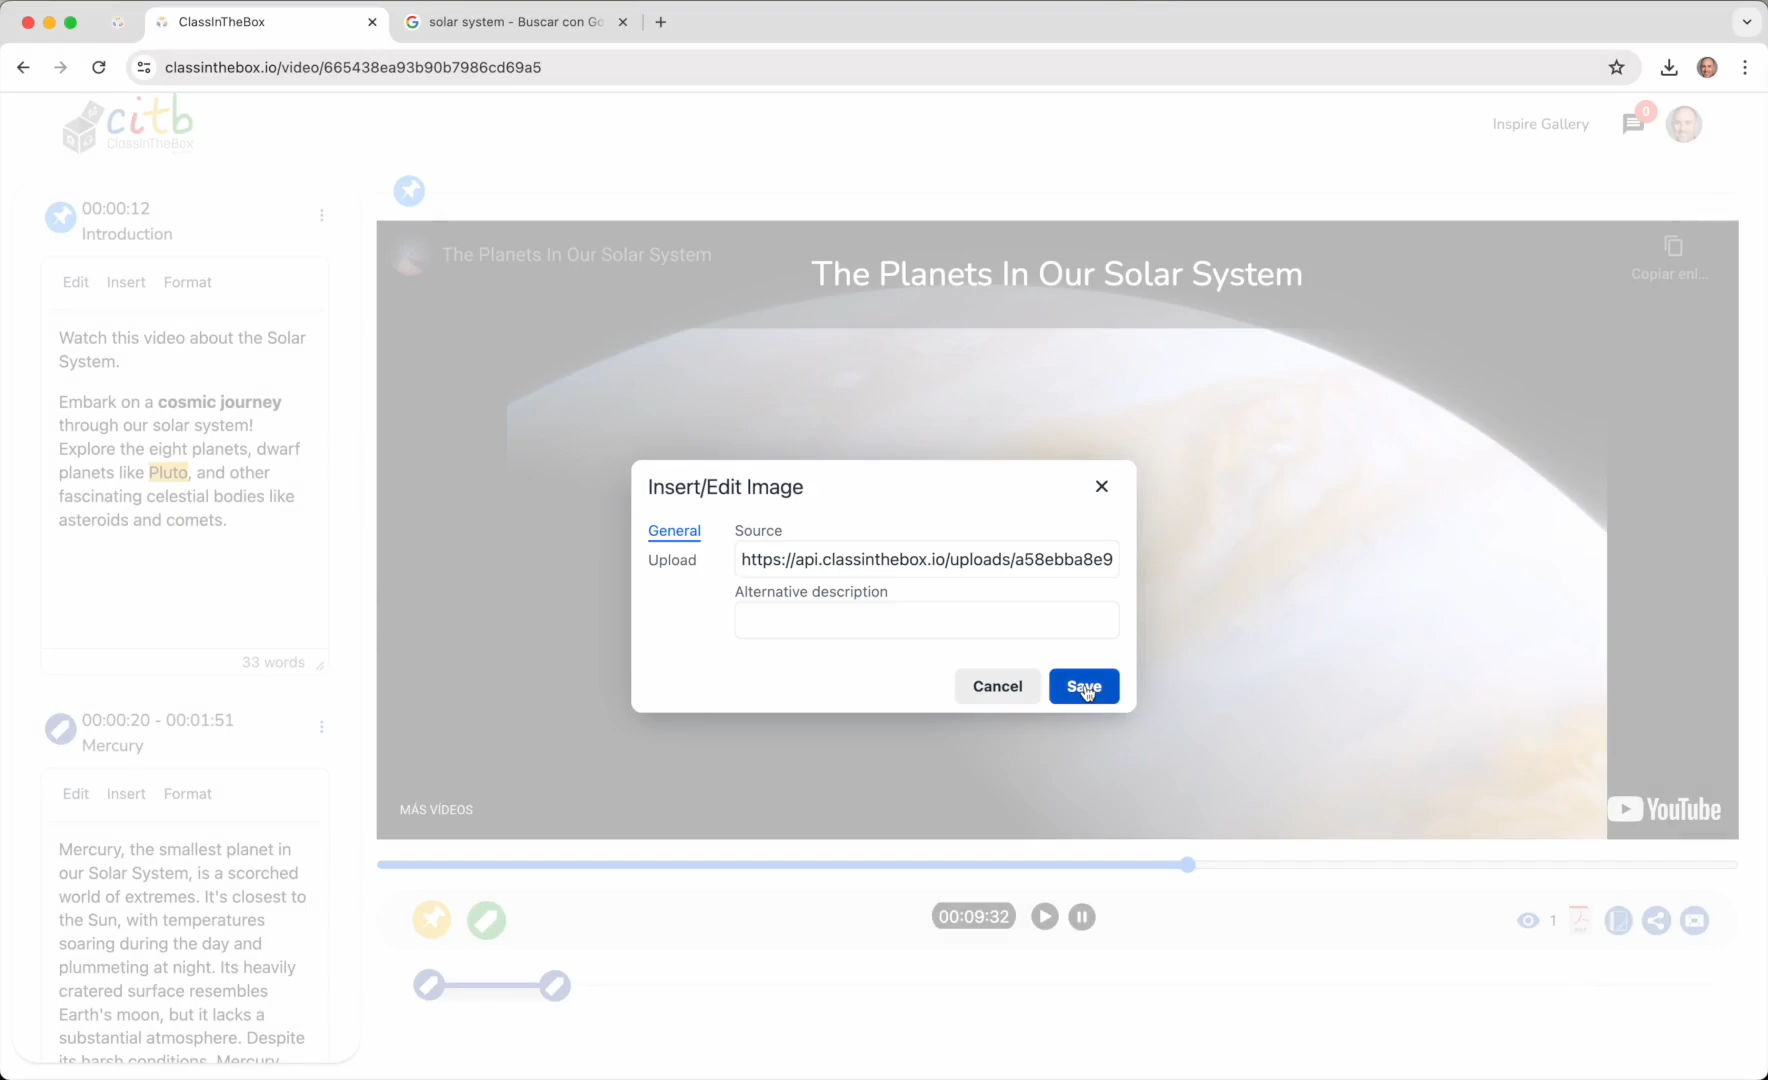 ClassInTheBox
solar system - Buscar con Go
classinthebox.io/video/665438ea93b90b7986cd69a5
citb
ClassInTheBox
Inspire Gallery
0
00:00:12
Introduction
Edit Insert Format
Watch this video about the Solar
System.
Embark on a cosmic journey
through our solar system!
Explore the eight planets, dwarf
planets like Pluto, and other
fascinating celestial bodies like
asteroids and comets.
33 words
00:00:20 - 00:01:51
Mercury
Edit Insert Format
Mercury, the smallest planet in
our Solar System, is a scorched
world of extremes. It's closest to
the Sun, with temperatures
soaring during the day and
plummeting at night. Its heavily
cratered surface resembles
Earth's moon, but it lacks a
substantial atmosphere. Despite
its harsh conditions, Mercury
The Planets In Our Solar System
The Planets In Our Solar System
Copiar enl...
Insert/Edit Image
General
Upload
Source
https://api.classinthebox.io/uploads/a58ebba8e9
Alternative description
Cancel
Save
MÁS VÍDEOS
YouTube
00:09:32
1